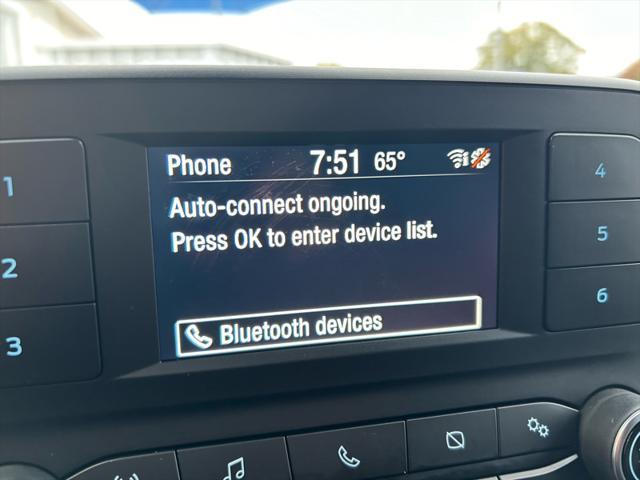 Phone 7:51 65°
Auto-connect ongoing.
Press OK to enter device list.
Bluetooth devices
1
2
3
4
5
6